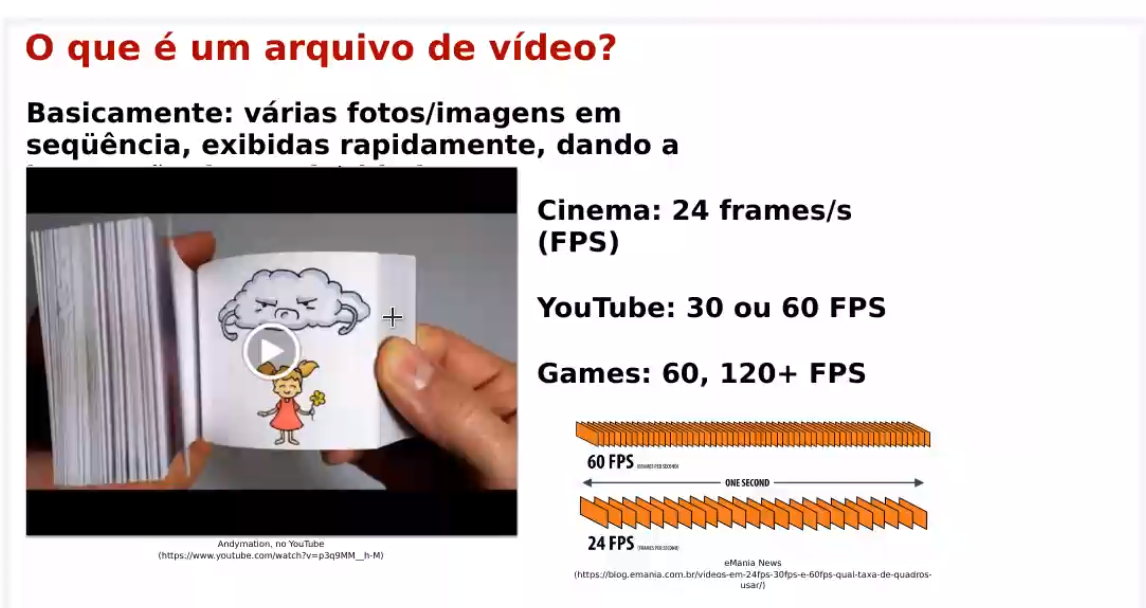 O que é um arquivo de vídeo?
Basicamente: várias fotos/imagens em
seqüência, exibidas rapidamente, dando a
Cinema: 24 frames/s
(FPS)
YouTube: 30 ou 60 FPS
Games: 60, 120+ FPS
60 FPS
ONE SECOND
24 FPS (FRAMES PER SECOND)
Andymation, no YouTube
(https://www.youtube.com/watch?v=p3q9MM__h-M)
eMania News
(https://blog.emania.com.br/videos-em-24fps-30fps-e-60fps-qual-taxa-de-quadros-
usar/)